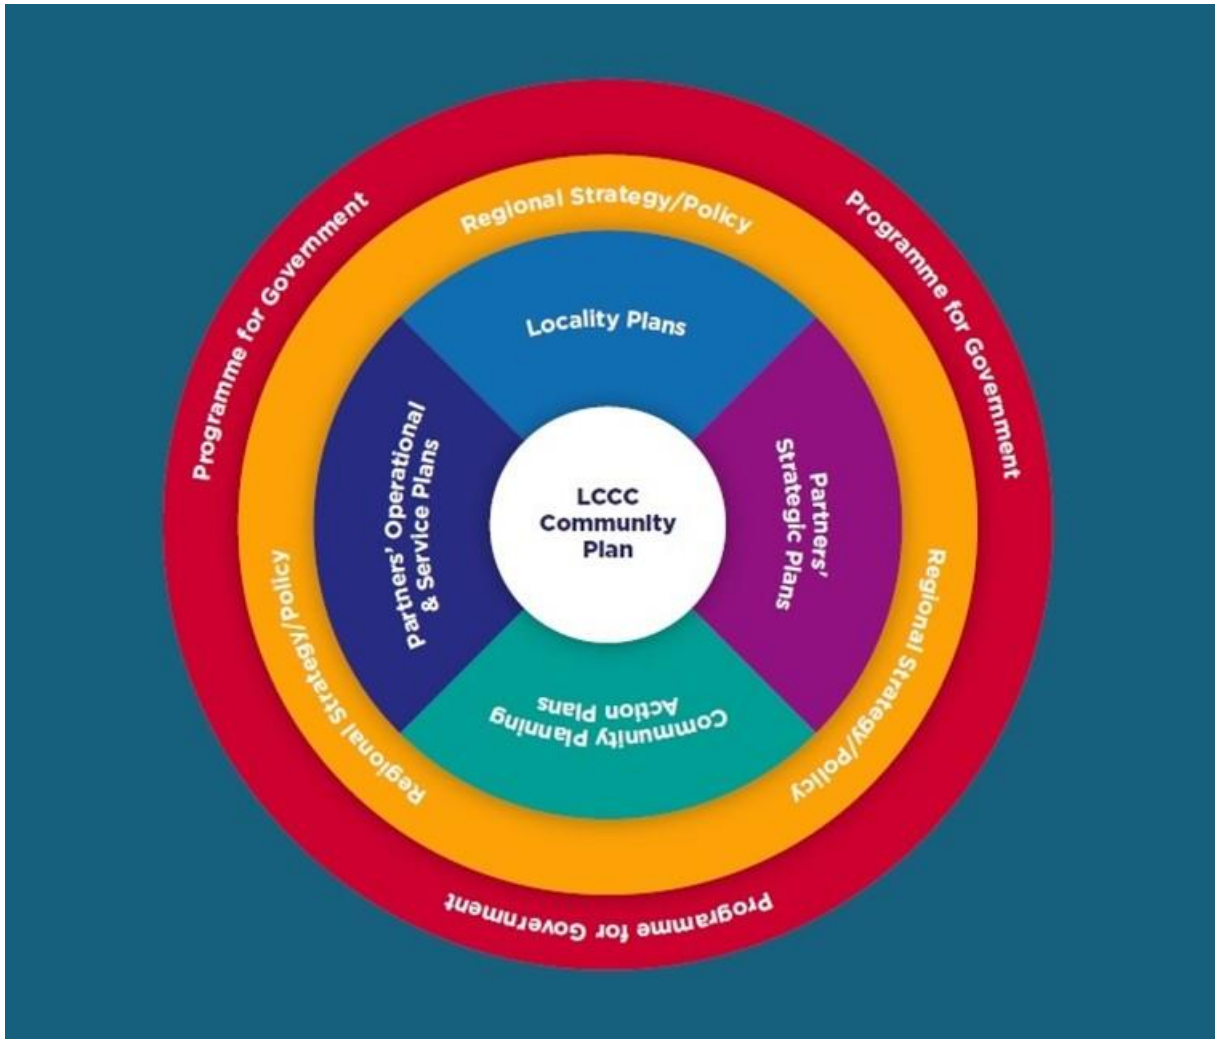 Programme for Government
Programme for Government
Regional Strategy/Policy
Locality Plans
Partners' Operational
& Service Plans
LCCC
Community
Plan
Partners'
Strategic Plans
Regional Strategy/Policy
Regional Strategy/Policy
Community Planning
Action Plans
Programme for Government